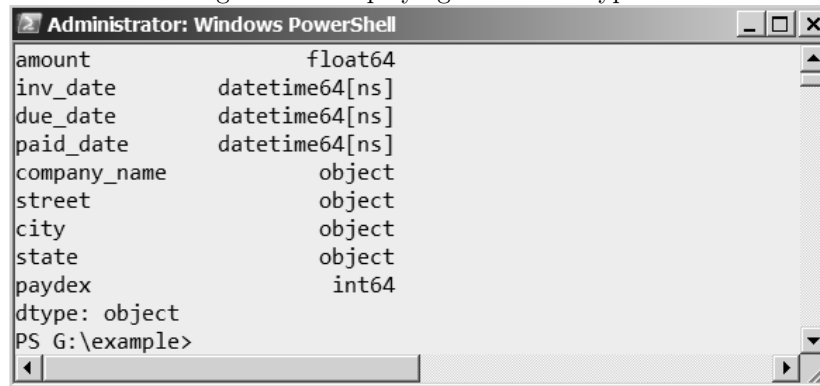 Administrator: Windows PowerShell
amount float64
inv_date datetime64[ns]
due_date datetime64[ns]
paid_date datetime64[ns]
company_name object
street object
city object
state object
paydex int64
dtype: object
PS G:\example>